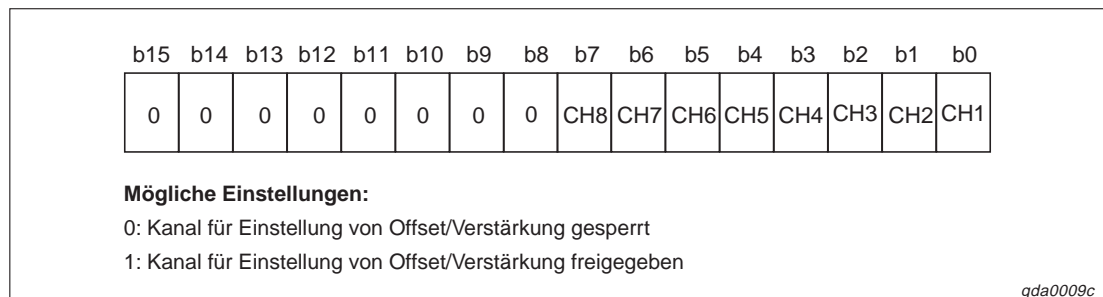 b15 b14 b13 b12 b11 b10 b9 b8 b7 b6 b5 b4 b3 b2 b1 b0
0 0 0 0 0 0 0 0 CH8 CH7 CH6 CH5 CH4 CH3 CH2 CH1
Mögliche Einstellungen:
0: Kanal für Einstellung von Offset/Verstärkung gesperrt
1: Kanal für Einstellung von Offset/Verstärkung freigegeben
qda0009c